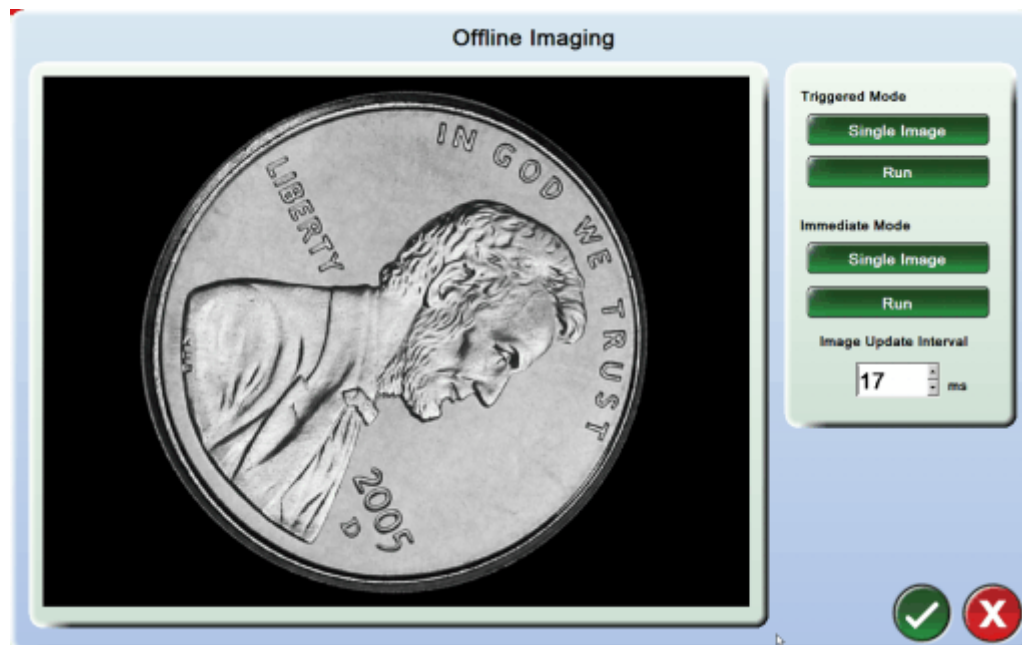 Offline Imaging
IN GOD WE TRUST
LIBERTY
2005
D
Triggered Mode
Single Image
Run
Immediate Mode
Single Image
Run
Image Update Interval
17 ms